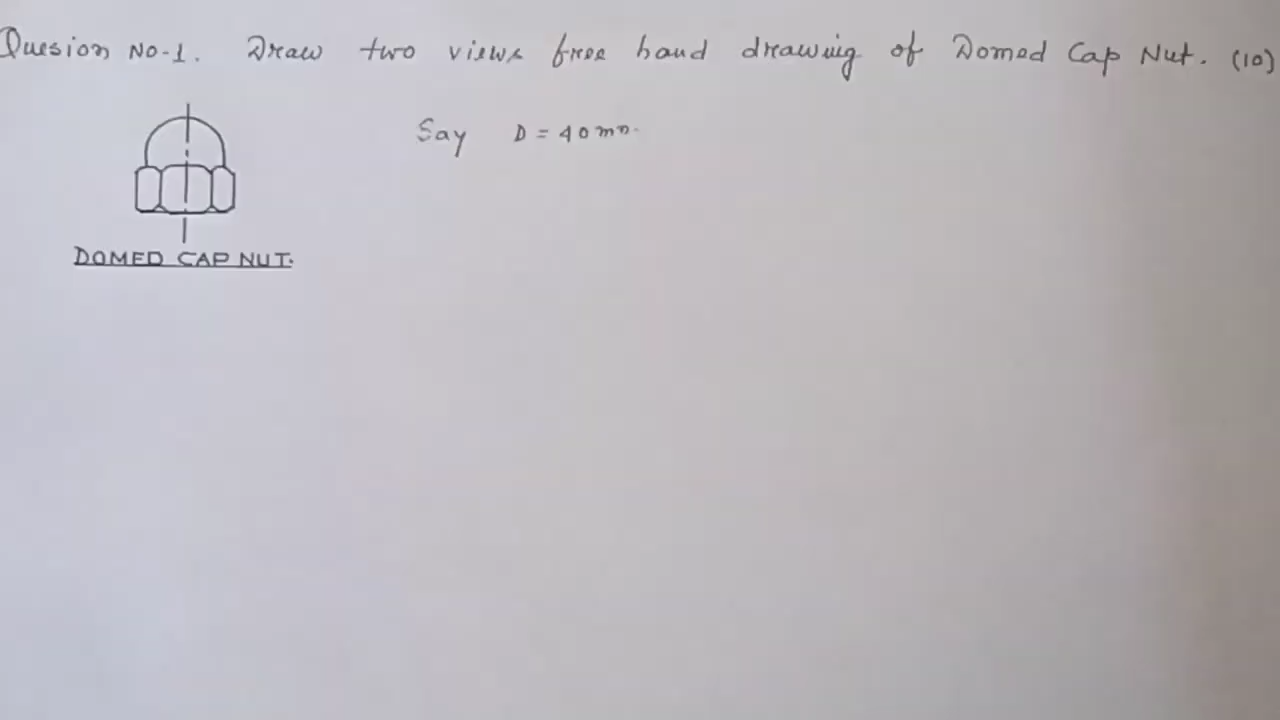 Quesion NO-1. Draw two views free hand drawing of Domed Cap Nut. (10)
Say D = 40mm.
DOMED CAP NUT.